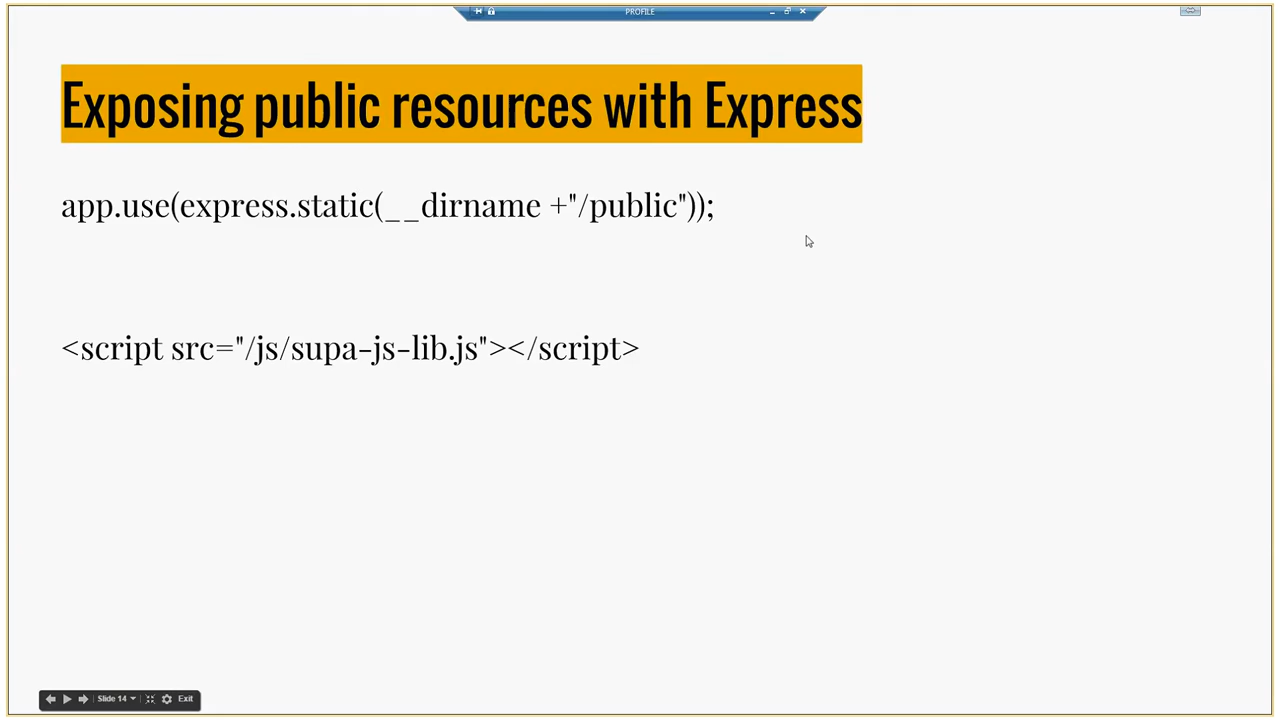 PROFILE
Exposing public resources with Express
app.use(express.static(__dirname +"/public"));
<script src="/js/supa-js-lib.js"></script>
Slide 14
Exit